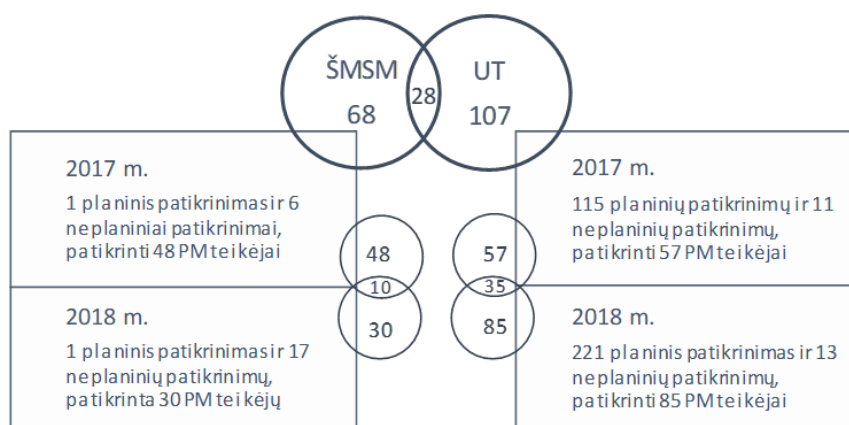 ŠMSM
68
28
UT
107
2017 m.
1 planinis patikrinimas ir 6
neplaniniai patikrinimai,
patikrinti 48 PM teikėjai
2018 m.
1 planinis patikrinimas ir 17
neplaninių patikrinimų,
patikrinta 30 PM teikėjų
48
10
30
57
35
85
2017 m.
115 planinių patikrinimų ir 11
neplaninių patikrinimų,
patikrinti 57 PM teikėjai
2018 m.
221 planinis patikrinimas ir 13
neplaninių patikrinimų,
patikrinti 85 PM teikėjai